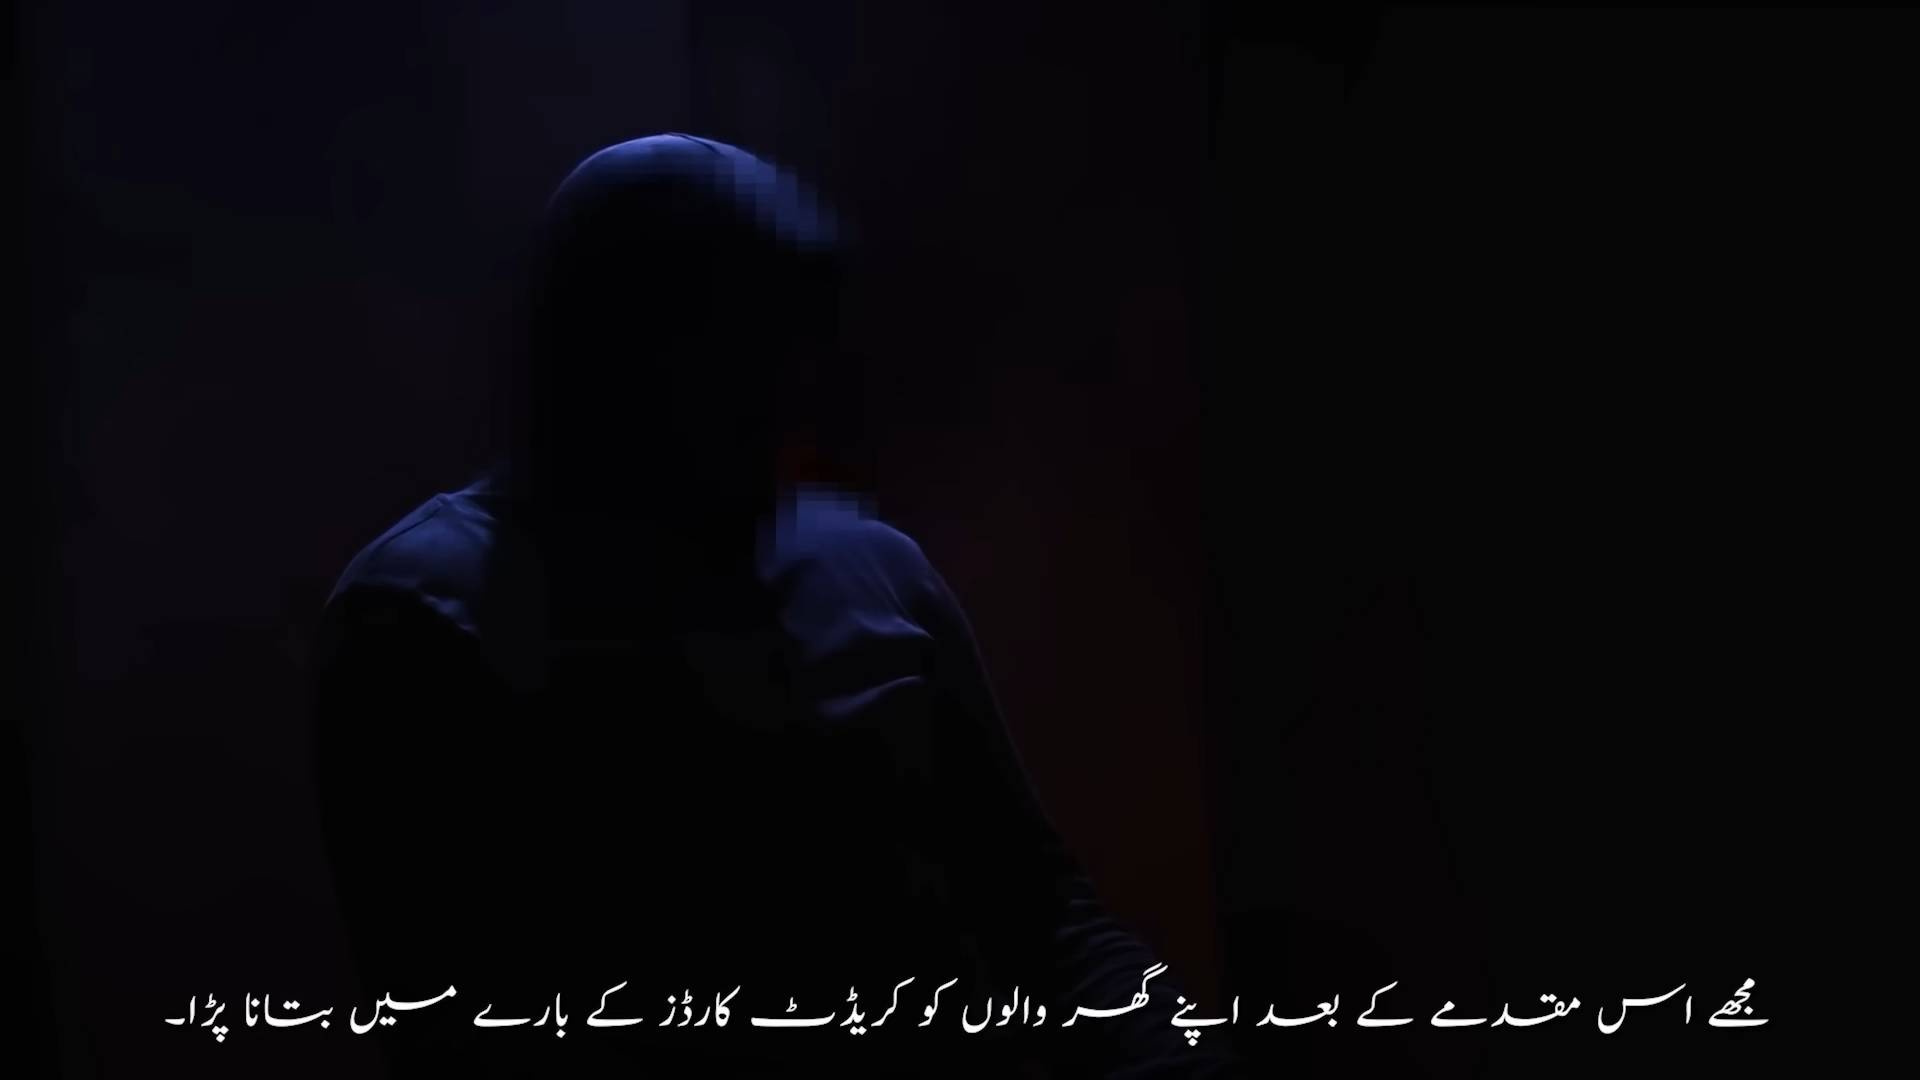 مجھے اس مقدمے کے بعد اپنے گھر والوں کو کریڈٹ کارڈز کے بارے میں بتانا پڑا۔